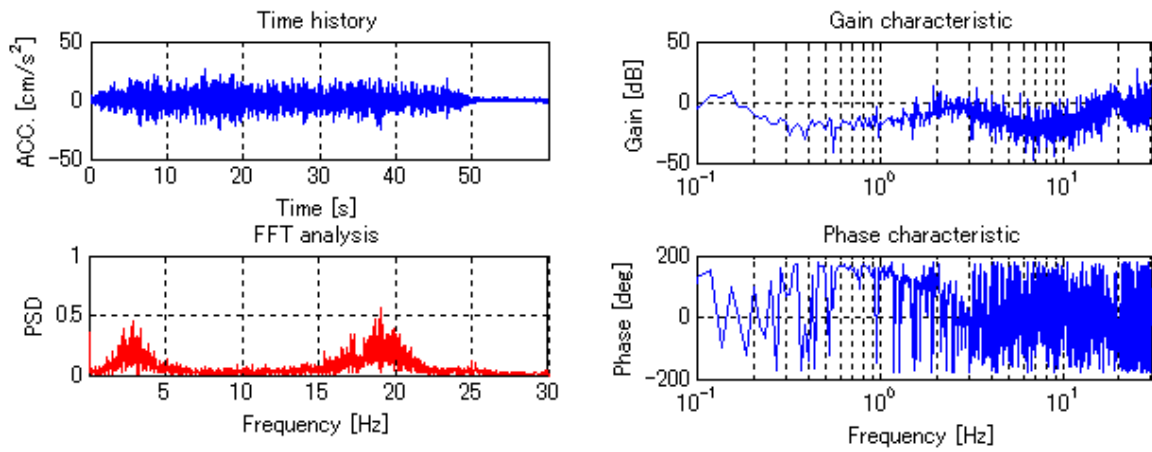 Time history
50
0
-50
ACC. [cm/s²]
0 10 20 30 40 50
Time [s]
FFT analysis
1
0.5
0
PSD
5 10 15 20 25 30
Frequency [Hz]
Gain characteristic
50
0
-50
Gain [dB]
10⁻¹ 10⁰ 10¹
Phase characteristic
200
0
-200
Phase [deg]
10⁻¹ 10⁰ 10¹
Frequency [Hz]